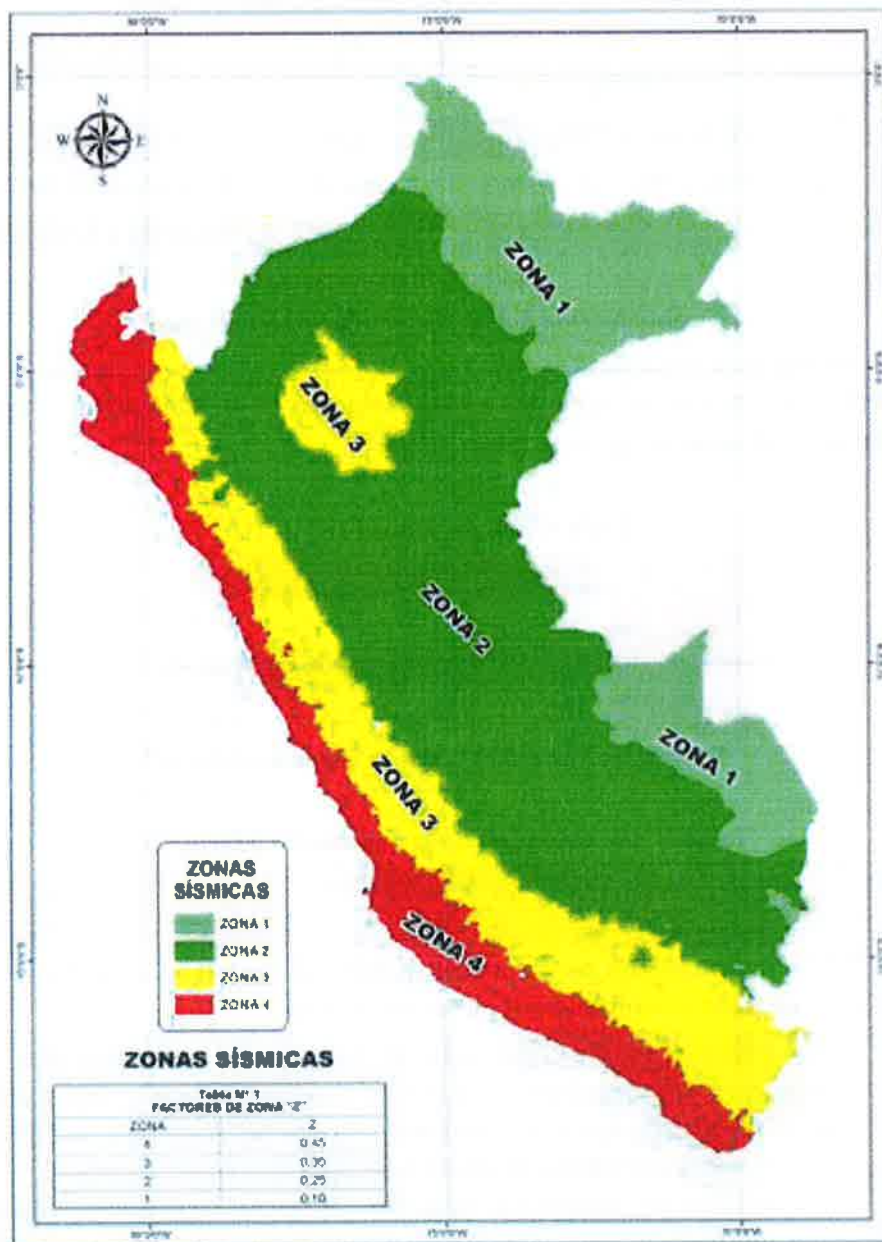 N
W E
S
ZONA 1
ZONA 3
ZONA 2
ZONA 1
ZONA 3
ZONA 4
ZONAS
SÍSMICAS
ZONA 1
ZONA 2
ZONA 3
ZONA 4
ZONAS SÍSMICAS
Tabla N° 1
FACTORES DE ZONA "Z"
ZONA Z
4 0,45
3 0,35
2 0,25
1 0,10